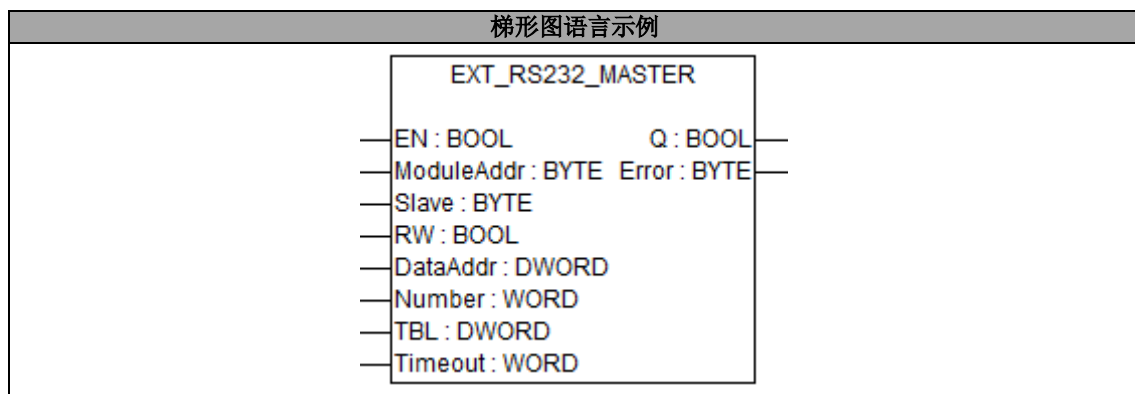 梯形图语言示例
EXT_RS232_MASTER
EN : BOOL Q : BOOL
ModuleAddr : BYTE Error : BYTE
Slave : BYTE
RW : BOOL
DataAddr : DWORD
Number : WORD
TBL : DWORD
Timeout : WORD